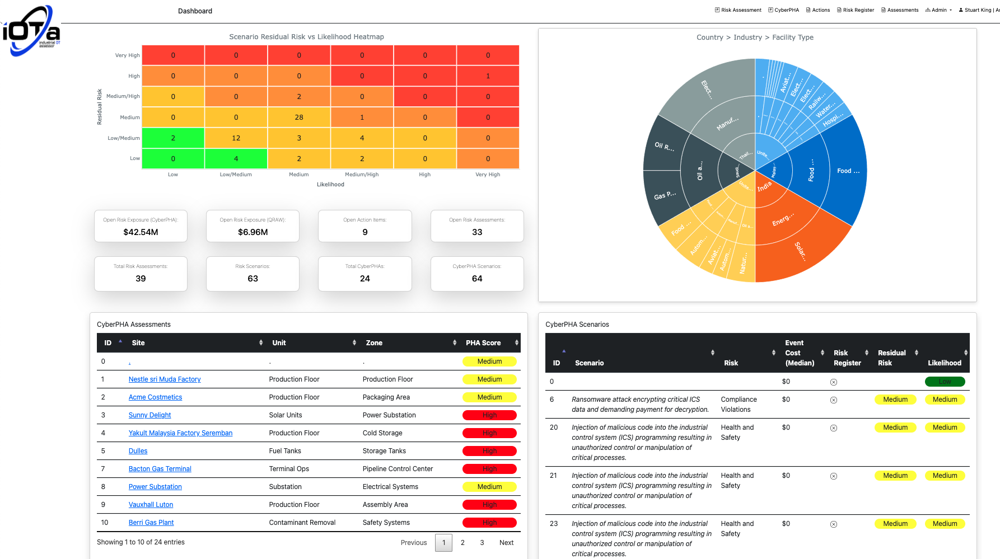 iOTa
industrial OT
assessor
Dashboard
Risk Assessment CyberPHA Actions Risk Register Assessments Admin Stuart King | Ar
Scenario Residual Risk vs Likelihood Heatmap
Residual Risk
Very High 0 0 0 0 0 0
High 0 0 0 0 0 1
Medium/High 0 0 2 0 0 0
Medium 0 0 28 1 0 0
Low/Medium 2 12 3 4 0 0
Low 0 4 2 2 0 0
Low Low/Medium Medium Medium/High High Very High
Likelihood
Country > Industry > Facility Type
Elect...
Manuf...
Thail...
Oil R...
Gas P...
Oil a...
Unite...
Food ...
Autom...
Aviat...
Autom...
Natur...
Oil a...
India
Energ...
Solar...
Malay...
Food ...
Food ...
Unite...
Aviat...
Elect...
Elect...
Railw...
Water...
Hospi...
Open Risk Exposure (CyberPHA):
$42.54M
Open Risk Exposure (QRAW):
$6.96M
Open Action Items:
9
Open Risk Assessments:
33
Total Risk Assessments:
39
Risk Scenarios:
63
Total CyberPHAs:
24
CyberPHA Scenarios:
64
CyberPHA Assessments
ID Site Unit Zone PHA Score
0 . . . Medium
1 Nestle sri Muda Factory Production Floor Production Floor Medium
2 Acme Costmetics Production Floor Packaging Area Medium
3 Sunny Delight Solar Units Power Substation High
4 Yakult Malaysia Factory Seremban Production Floor Cold Storage High
5 Dulles Fuel Tanks Storage Tanks High
7 Bacton Gas Terminal Terminal Ops Pipeline Control Center High
8 Power Substation Substation Electrical Systems Medium
9 Vauxhall Luton Production Floor Assembly Area High
10 Berri Gas Plant Contaminant Removal Safety Systems High
Showing 1 to 10 of 24 entries
Previous 1 2 3 Next
CyberPHA Scenarios
Event
Cost Risk Residual
ID Scenario Risk (Median) Register Risk Likelihood
0 $0 Low
6 Ransomware attack encrypting critical ICS Compliance $0 Medium Medium
data and demanding payment for decryption. Violations
20 Injection of malicious code into the industrial Health and $0 Medium Medium
control system (ICS) programming resulting in Safety
unauthorized control or manipulation of
critical processes.
21 Injection of malicious code into the industrial Health and $0 Medium Medium
control system (ICS) programming resulting in Safety
unauthorized control or manipulation of
critical processes.
23 Injection of malicious code into the industrial Health and $0 Medium Medium
control system (ICS) programming resulting in Safety
unauthorized control or manipulation of
critical processes.